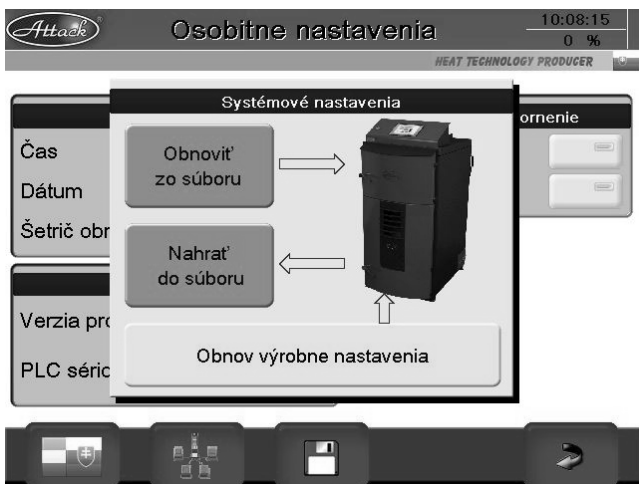 Attack
Osobitne nastavenia
10:08:15
0 %
HEAT TECHNOLOGY PRODUCER
Systémové nastavenia
ornenie
Čas
Dátum
Šetrič obr
Obnoviť
zo súboru
Nahrať
do súboru
Verzia pro
PLC séric
Obnov výrobne nastavenia